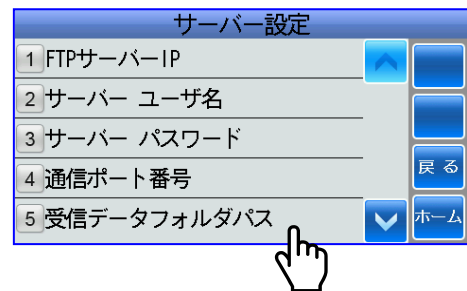 サーバー設定
1 FTPサーバーIP
2 サーバー ユーザ名
3 サーバー パスワード
4 通信ポート番号
5 受信データフォルダパス
戻る
ホーム